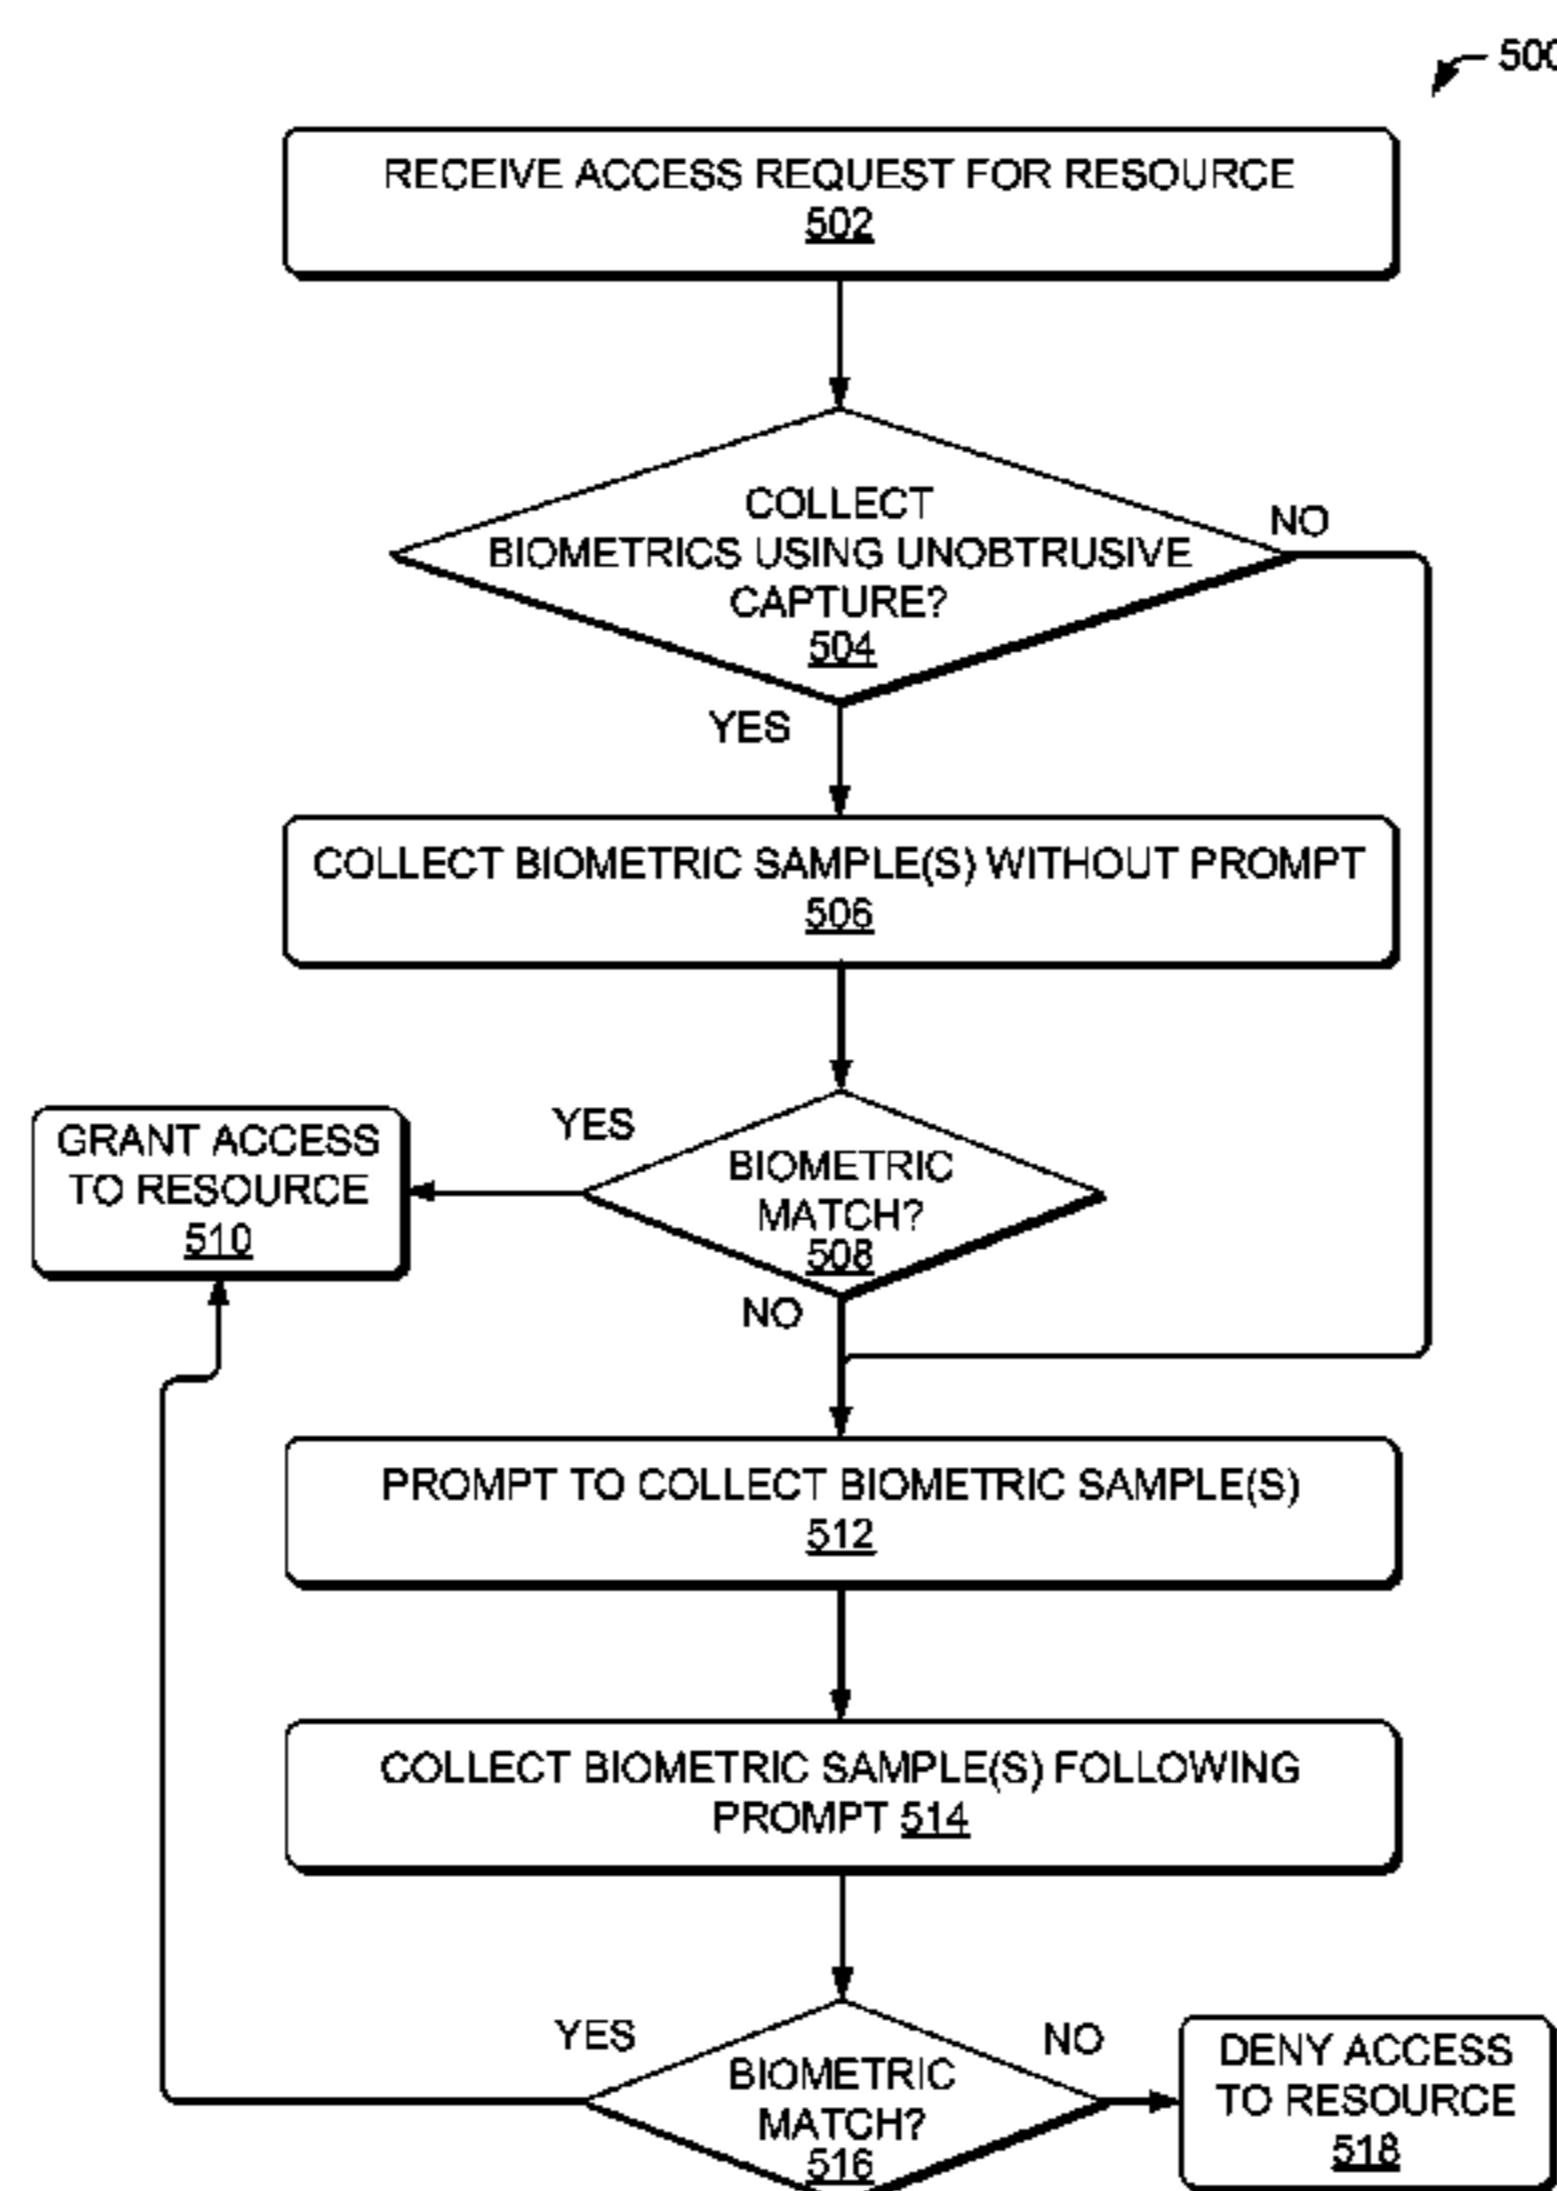 500
RECEIVE ACCESS REQUEST FOR RESOURCE
502
COLLECT
BIOMETRICS USING UNOBTRUSIVE
CAPTURE?
504
NO
YES
COLLECT BIOMETRIC SAMPLE(S) WITHOUT PROMPT
506
GRANT ACCESS
TO RESOURCE
510
YES
BIOMETRIC
MATCH?
508
NO
PROMPT TO COLLECT BIOMETRIC SAMPLE(S)
512
COLLECT BIOMETRIC SAMPLE(S) FOLLOWING
PROMPT 514
YES
BIOMETRIC
MATCH?
516
NO
DENY ACCESS
TO RESOURCE
518